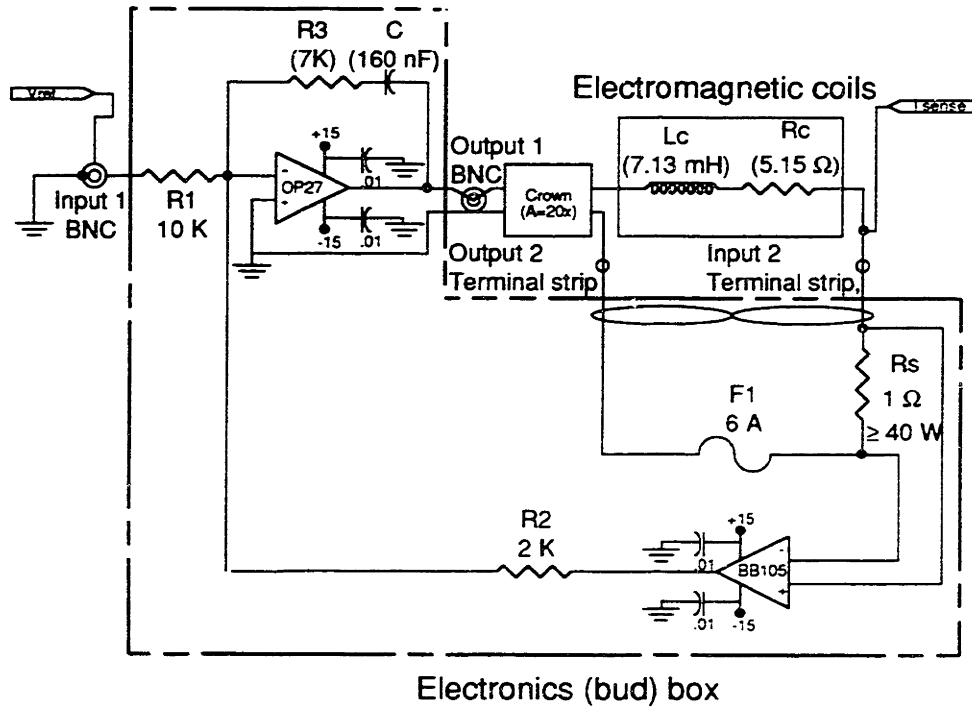 R3
(7K)
C
(160 nF)
Electromagnetic coils
Vref
I sense
+15
.01
Output 1
BNC
Lc
(7.13 mH)
Rc
(5.15 Ω)
-
OP27
+
Crown
(A=20x)
Input 1
BNC
R1
10 K
-15
.01
Output 2
Terminal strip
Input 2
Terminal strip,
Rs
1 Ω
≥ 40 W
F1
6 A
R2
2 K
+15
.01
-
BB105
+
.01
-15
Electronics (bud) box